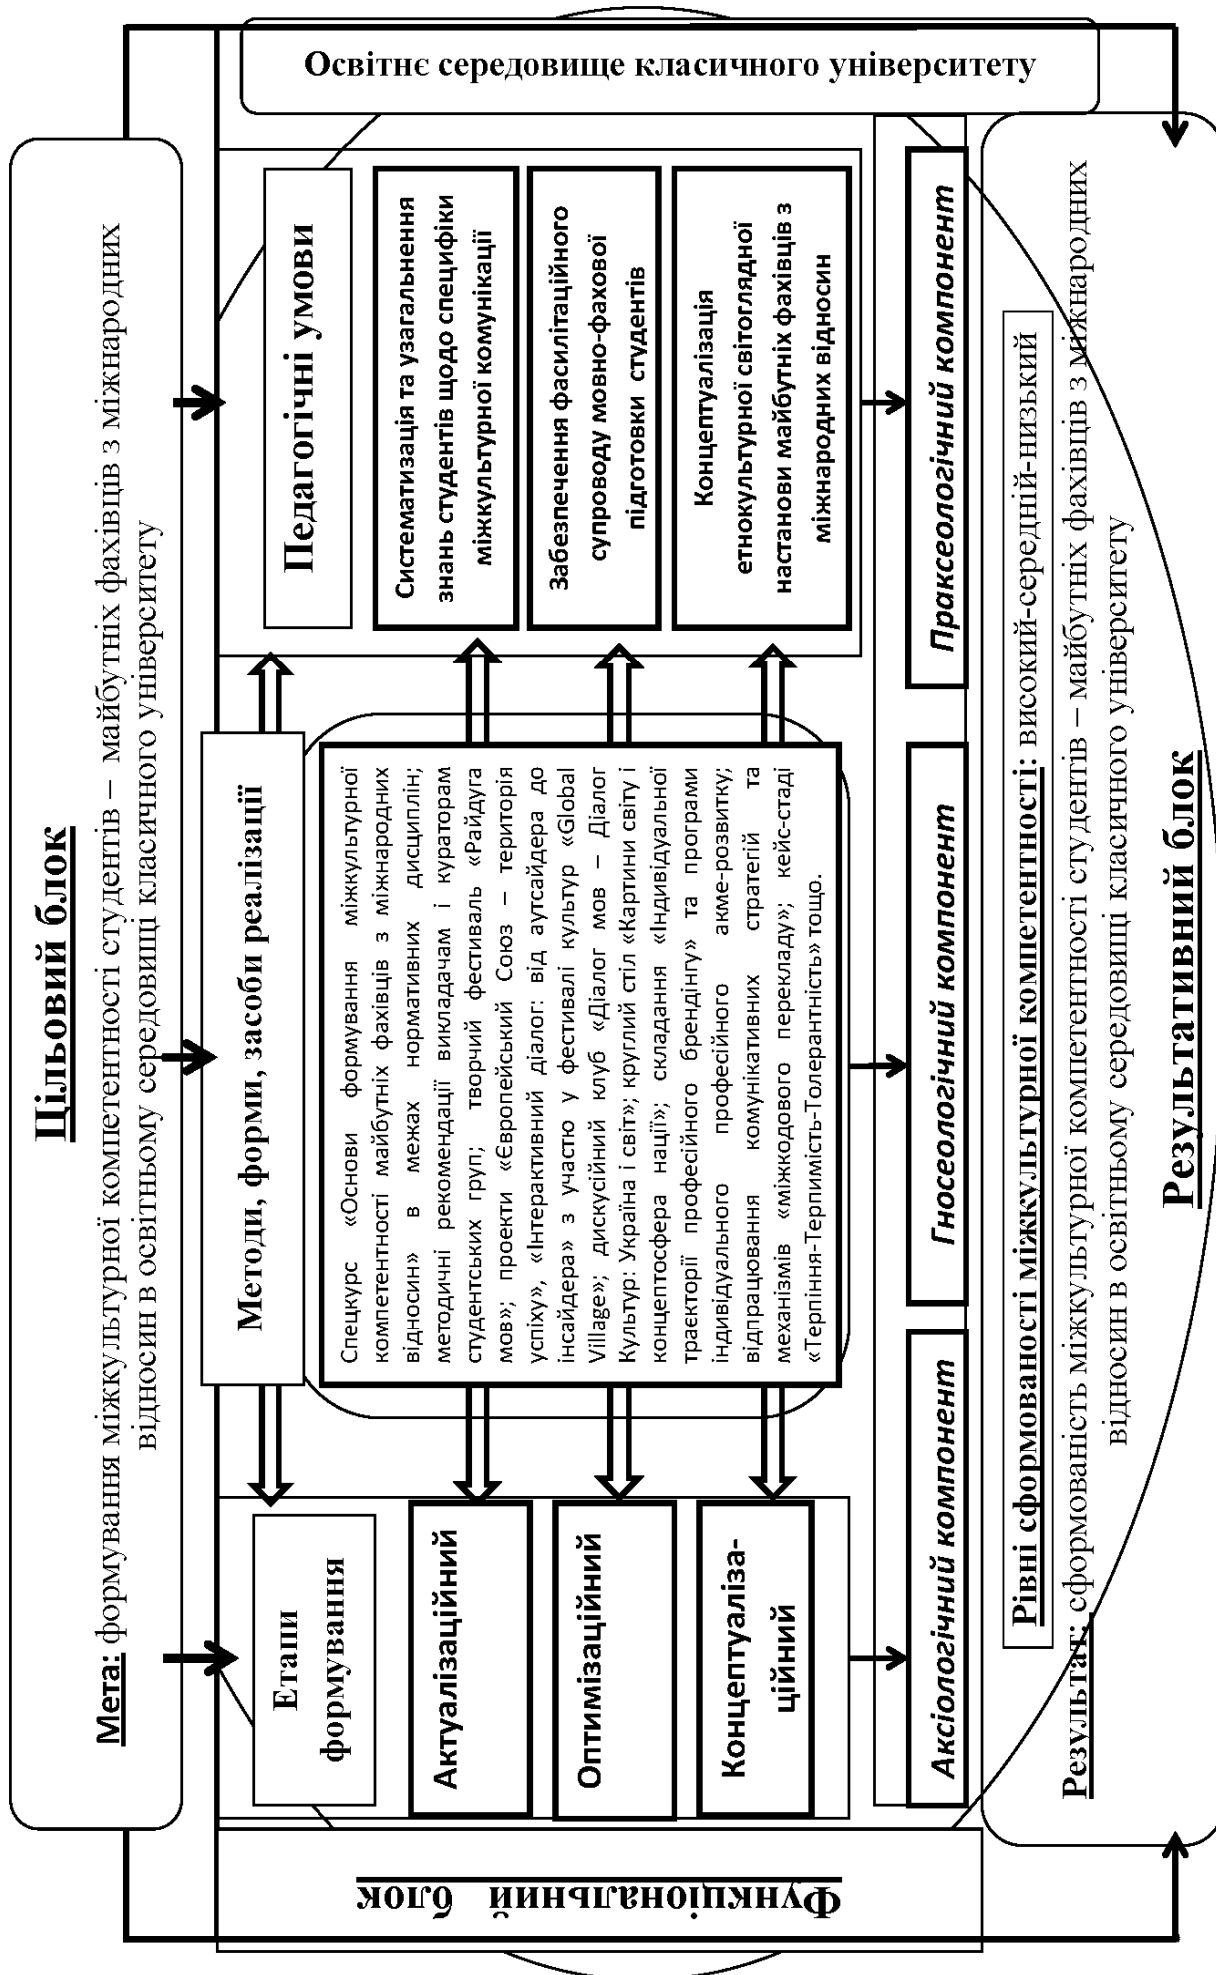 Цільовий блок
Мета: формування міжкультурної компетентності студентів – майбутніх фахівців з міжнародних
відносин в освітньому середовищі класичного університету
Функціональний блок
Етапи
формування
Актуалізаційний
Оптимізаційний
Концептуаліза-
ційний
Методи, форми, засоби реалізації
Спецкурс «Основи формування міжкультурної
компетентності майбутніх фахівців з міжнародних
відносин» в межах нормативних дисциплін;
методичні рекомендації викладачам і кураторам
студентських груп; творчий фестиваль «Райдуга
мов»; проекти «Європейський Союз – територія
успіху», «Інтерактивний діалог: від аутсайдера до
інсайдера» з участю у фестивалі культур «Global
Village»; дискусійний клуб «Діалог мов – Діалог
Культур: Україна і світ»; круглий стіл «Картини світу і
концептосфера нації»; складання «Індивідуальної
траєкторії професійного брендінгу» та програми
індивідуального професійного акме-розвитку;
відпрацювання комунікативних стратегій та
механізмів «міжкодового перекладу»; кейс-стаді
«Терпіння-Терпимість-Толерантність» тощо.
Педагогічні умови
Систематизація та узагальнення
знань студентів щодо специфіки
міжкультурної комунікації
Забезпечення фасилітаційного
супроводу мовно-фахової
підготовки студентів
Концептуалізація
етнокультурної світоглядної
настанови майбутніх фахівців з
міжнародних відносин
Освітнє середовище класичного університету
Аксіологічний компонент
Гносеологічний компонент
Праксеологічний компонент
Рівні сформованості міжкультурної компетентності: високий-середній-низький
Результат: сформованість міжкультурної компетентності студентів – майбутніх фахівців з міжнародних
відносин в освітньому середовищі класичного університету
Результативний блок